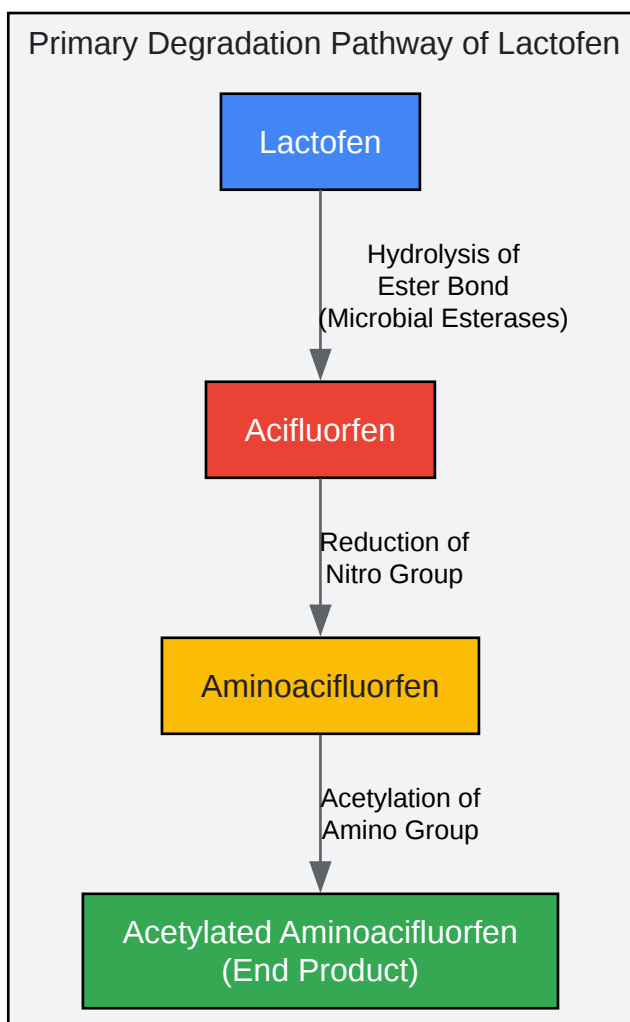 Primary Degradation Pathway of Lactofen
Lactofen
Hydrolysis of
Ester Bond
(Microbial Esterases)
Acifluorfen
Reduction of
Nitro Group
Aminoacifluorfen
Acetylation of
Amino Group
Acetylated Aminoacifluorfen
(End Product)